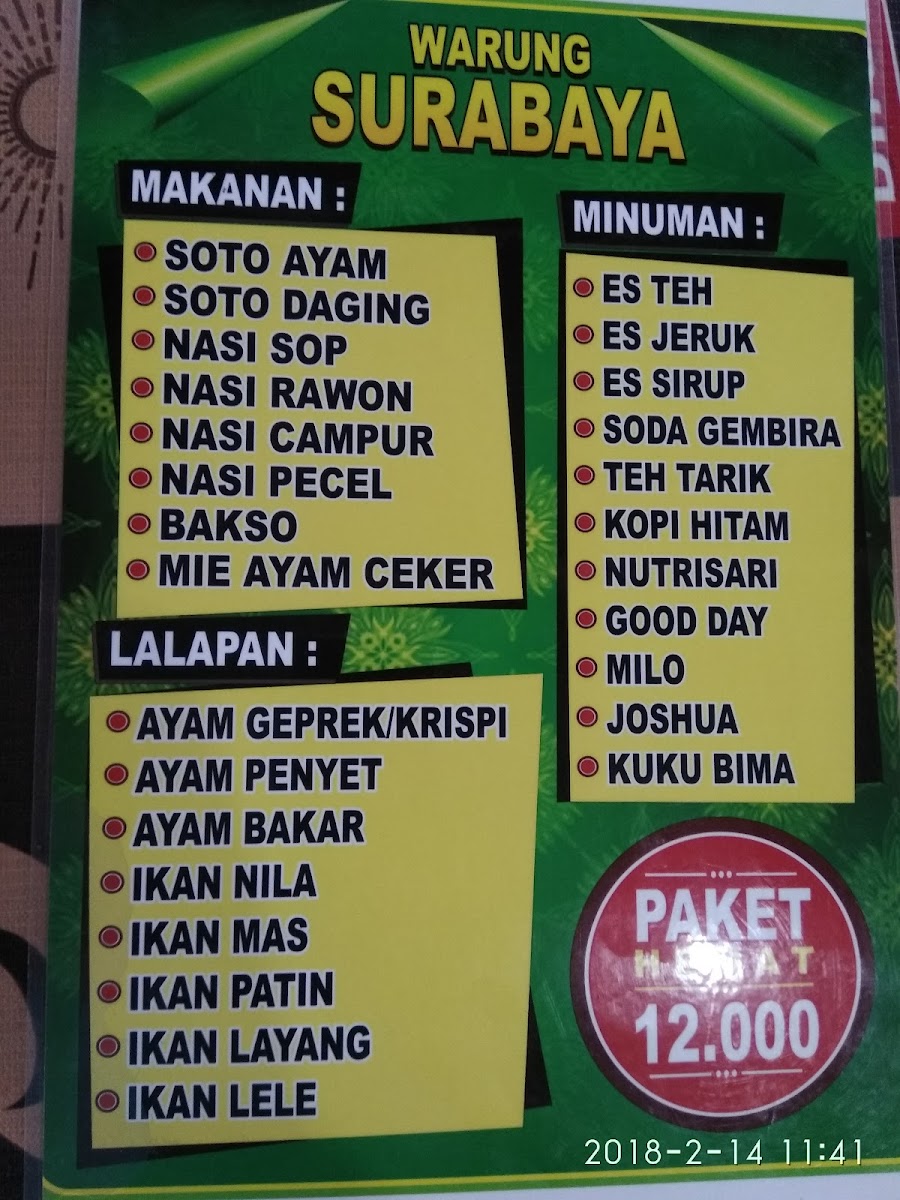 WARUNG
SURABAYA
MAKANAN :
SOTO AYAM
SOTO DAGING
NASI SOP
NASI RAWON
NASI CAMPUR
NASI PECEL
BAKSO
MIE AYAM CEKER
LALAPAN :
AYAM GEPREK/KRISPI
AYAM PENYET
AYAM BAKAR
IKAN NILA
IKAN MAS
IKAN PATIN
IKAN LAYANG
IKAN LELE
MINUMAN :
ES TEH
ES JERUK
ES SIRUP
SODA GEMBIRA
TEH TARIK
KOPI HITAM
NUTRISARI
GOOD DAY
MILO
JOSHUA
KUKU BIMA
PAKET
HEMAT
12.000
2018-2-14 11:41